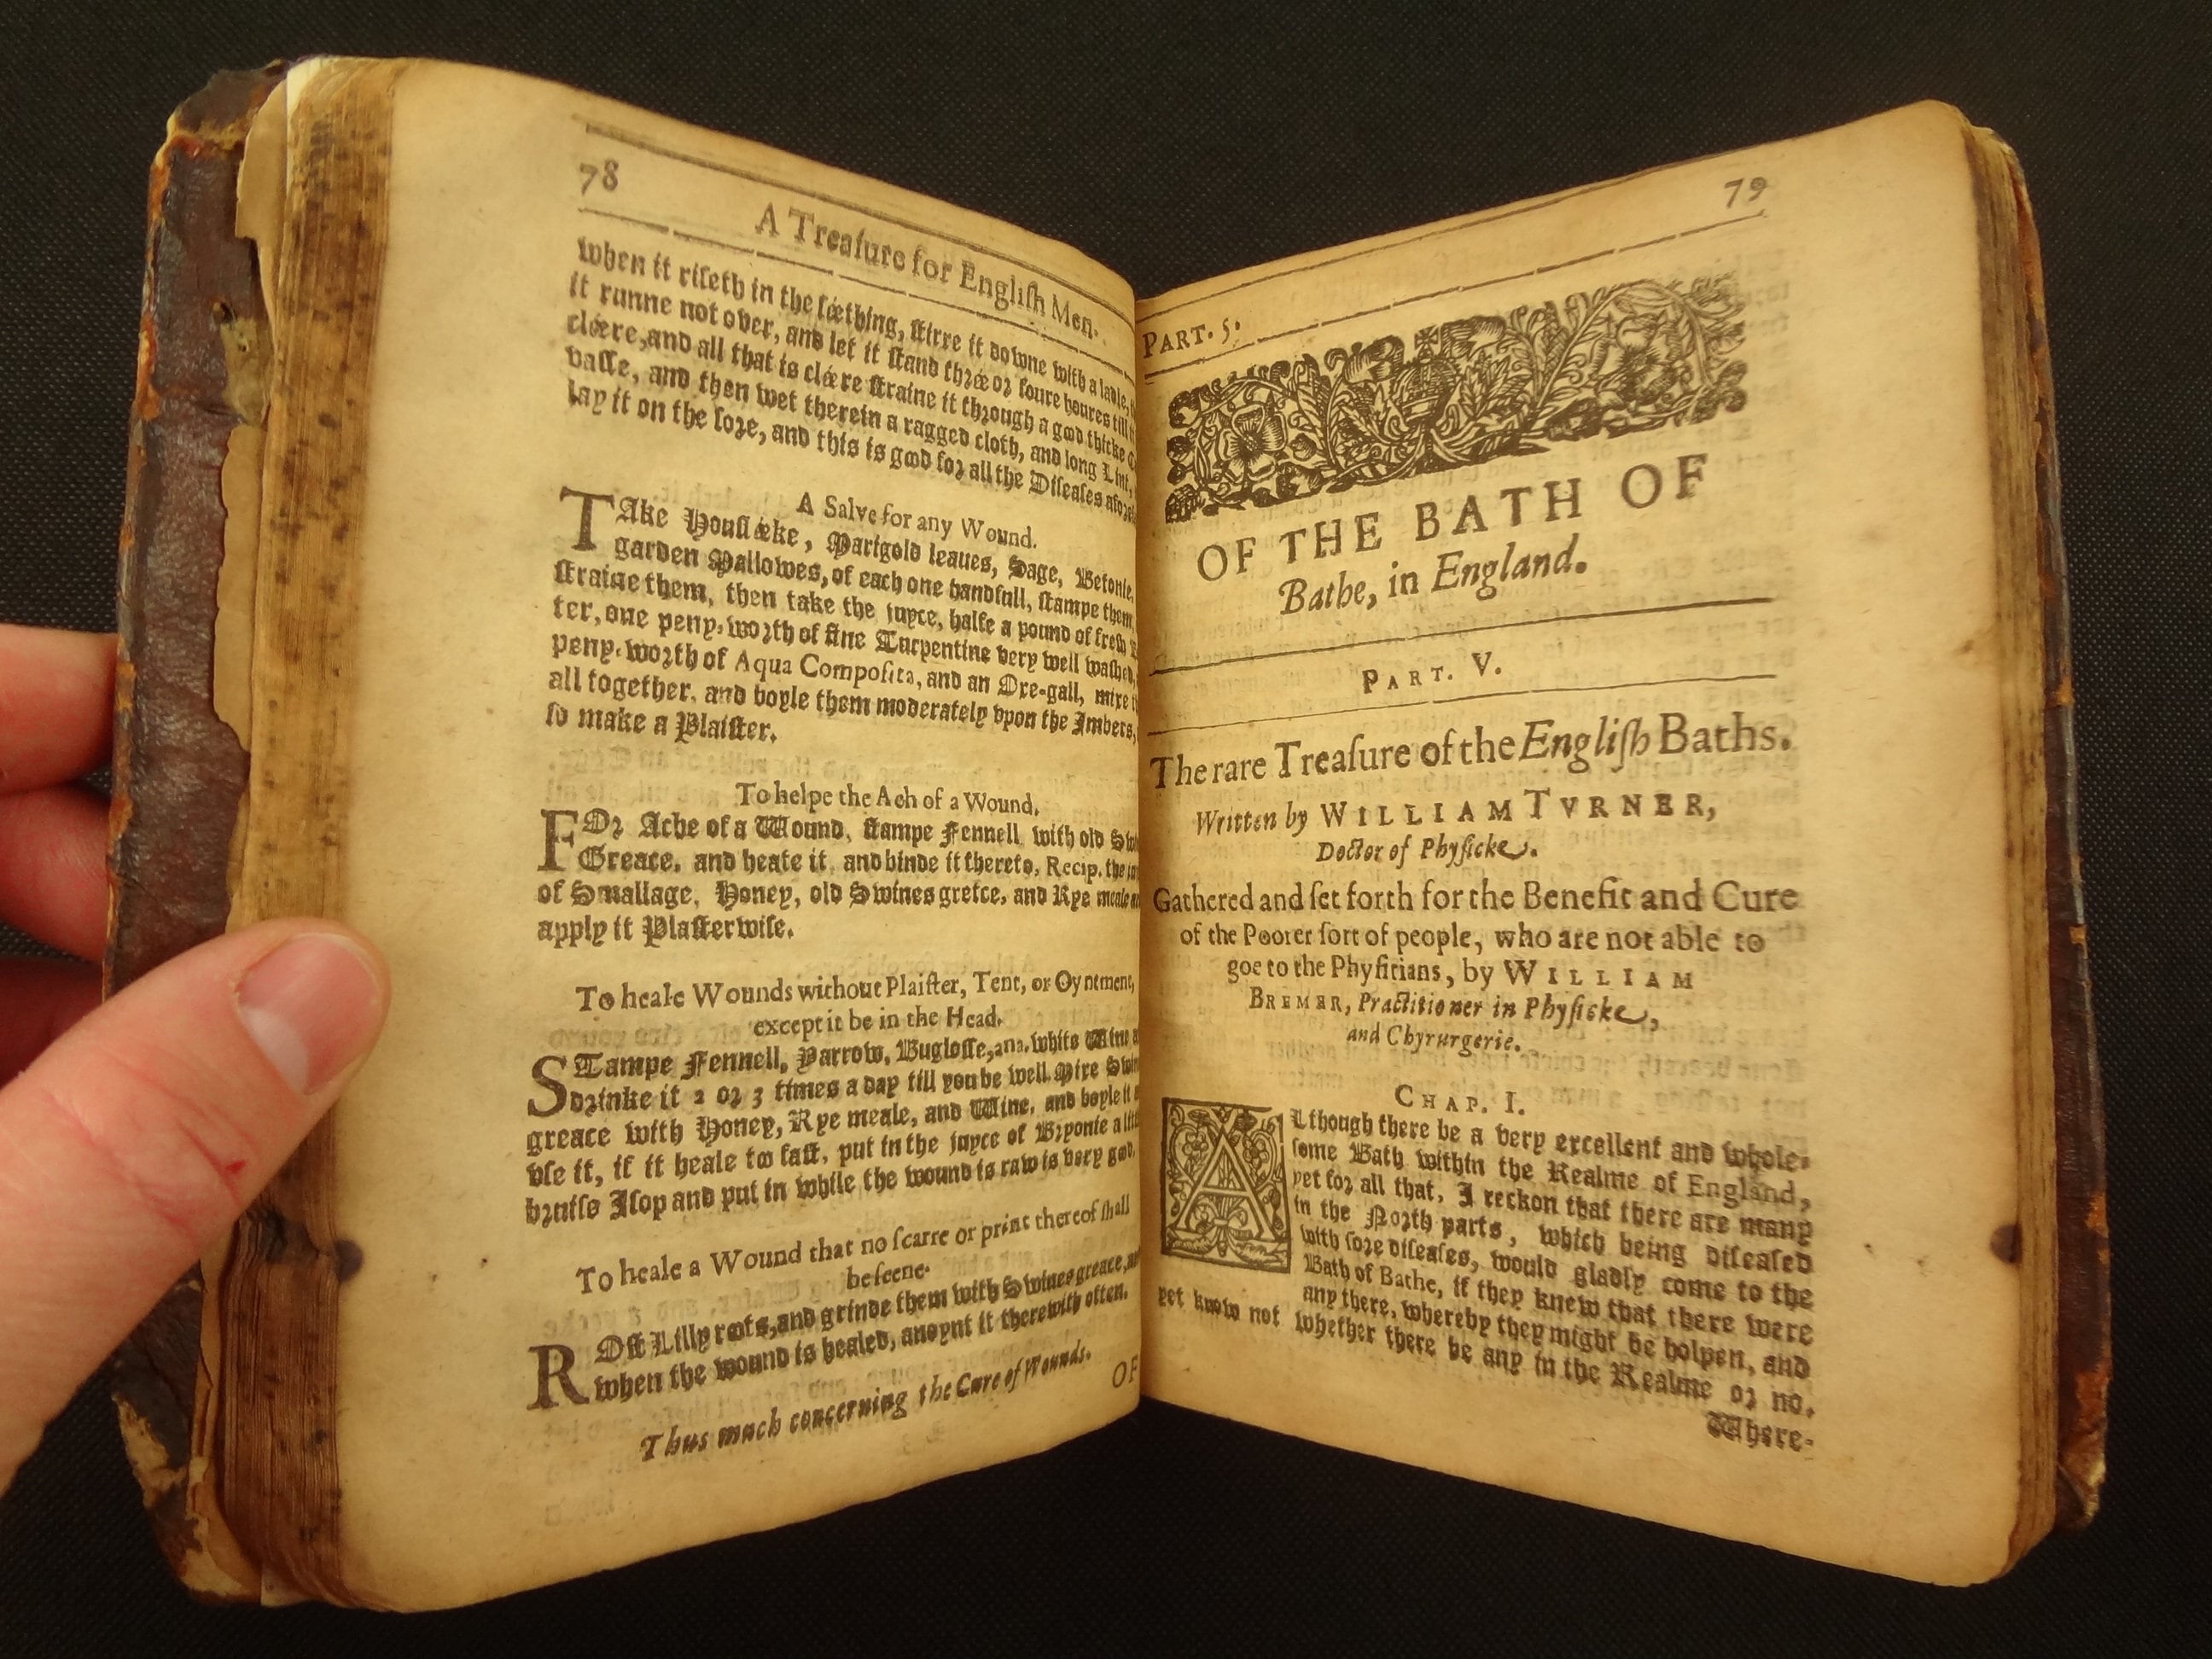 78
A Treaſure for Engliſh Men.
when it riſeth in the ſeething, ſtirre it downe with a ladle,
it runne not over, and let it ſtand three or foure houres till
cleere, and all that is cleere ſtraine it through a good thicke
vaſſe, and then wet therein a ragged cloth, and long Lint,
lay it on the ſore, and this is good for all the Diſeaſes
A Salve for any Wound.
TAke Houſleeke, Marigold leaues, Sage, Betonie,
garden Mallowes, of each one handfull, ſtampe them,
ſtraine them, then take the juyce, halfe a pound of freſh
ter, one peny-worth of fine Turpentine very well waſhed,
peny-worth of Aqua Compoſita, and an Oxe-gall, mixe
all together, and boyle them moderately vpon the Imbers,
ſo make a Plaiſter.
To helpe the Ach of a Wound.
FOr Ache of a Wound, ſtampe Fennell with old
Greace, and heate it and binde it thereto, Recip. the
of Smallage, Honey, old Swines greſce, and Rye meale
apply it Plaſterwiſe.
To heale Wounds without Plaiſter, Tent, or Oyntment,
except it be in the Head.
STampe Fennell, Yarrow, Bugloſſe, ana. white Wine
drinke it 2 or 3 times a day till you be well. Mixe
greace with Honey, Rye meale, and Wine, and boyle it
vſe it, if it heale too faſt, put in the juyce of Bryonie a
bruiſe Iſop and put in while the wound is raw is very good.
To heale a Wound that no ſcarre or print thereof ſhall
be ſeene.
ROſt Lilly roots, and grinde them with Swines greace,
when the wound is healed, anoynt it therewith often.
Thus much concerning the Cure of Wounds.
OF
79
PART. 5.
OF THE BATH OF
Bathe, in England.
PART. V.
The rare Treaſure of the Engliſh Baths.
Written by WILLIAM TVRNER,
Doctor of Phyſicke.
Gathered and ſet forth for the Benefit and Cure
of the Poorer ſort of people, who are not able to
goe to the Phyſitians, by WILLIAM
BREMER, Practitioner in Phyſicke,
and Chyrurgerie.
CHAP. I.
ALthough there be a very excellent and whole-
ſome Bath within the Realme of England,
yet for all that, I reckon that there are many
in the North parts, which being diſeaſed
with ſore diſeaſes, would gladly come to the
Bath of Bathe, if they knew that there were
any there, whereby they might be holpen, and
yet know not whether there be any in the Realme or no.
Where-